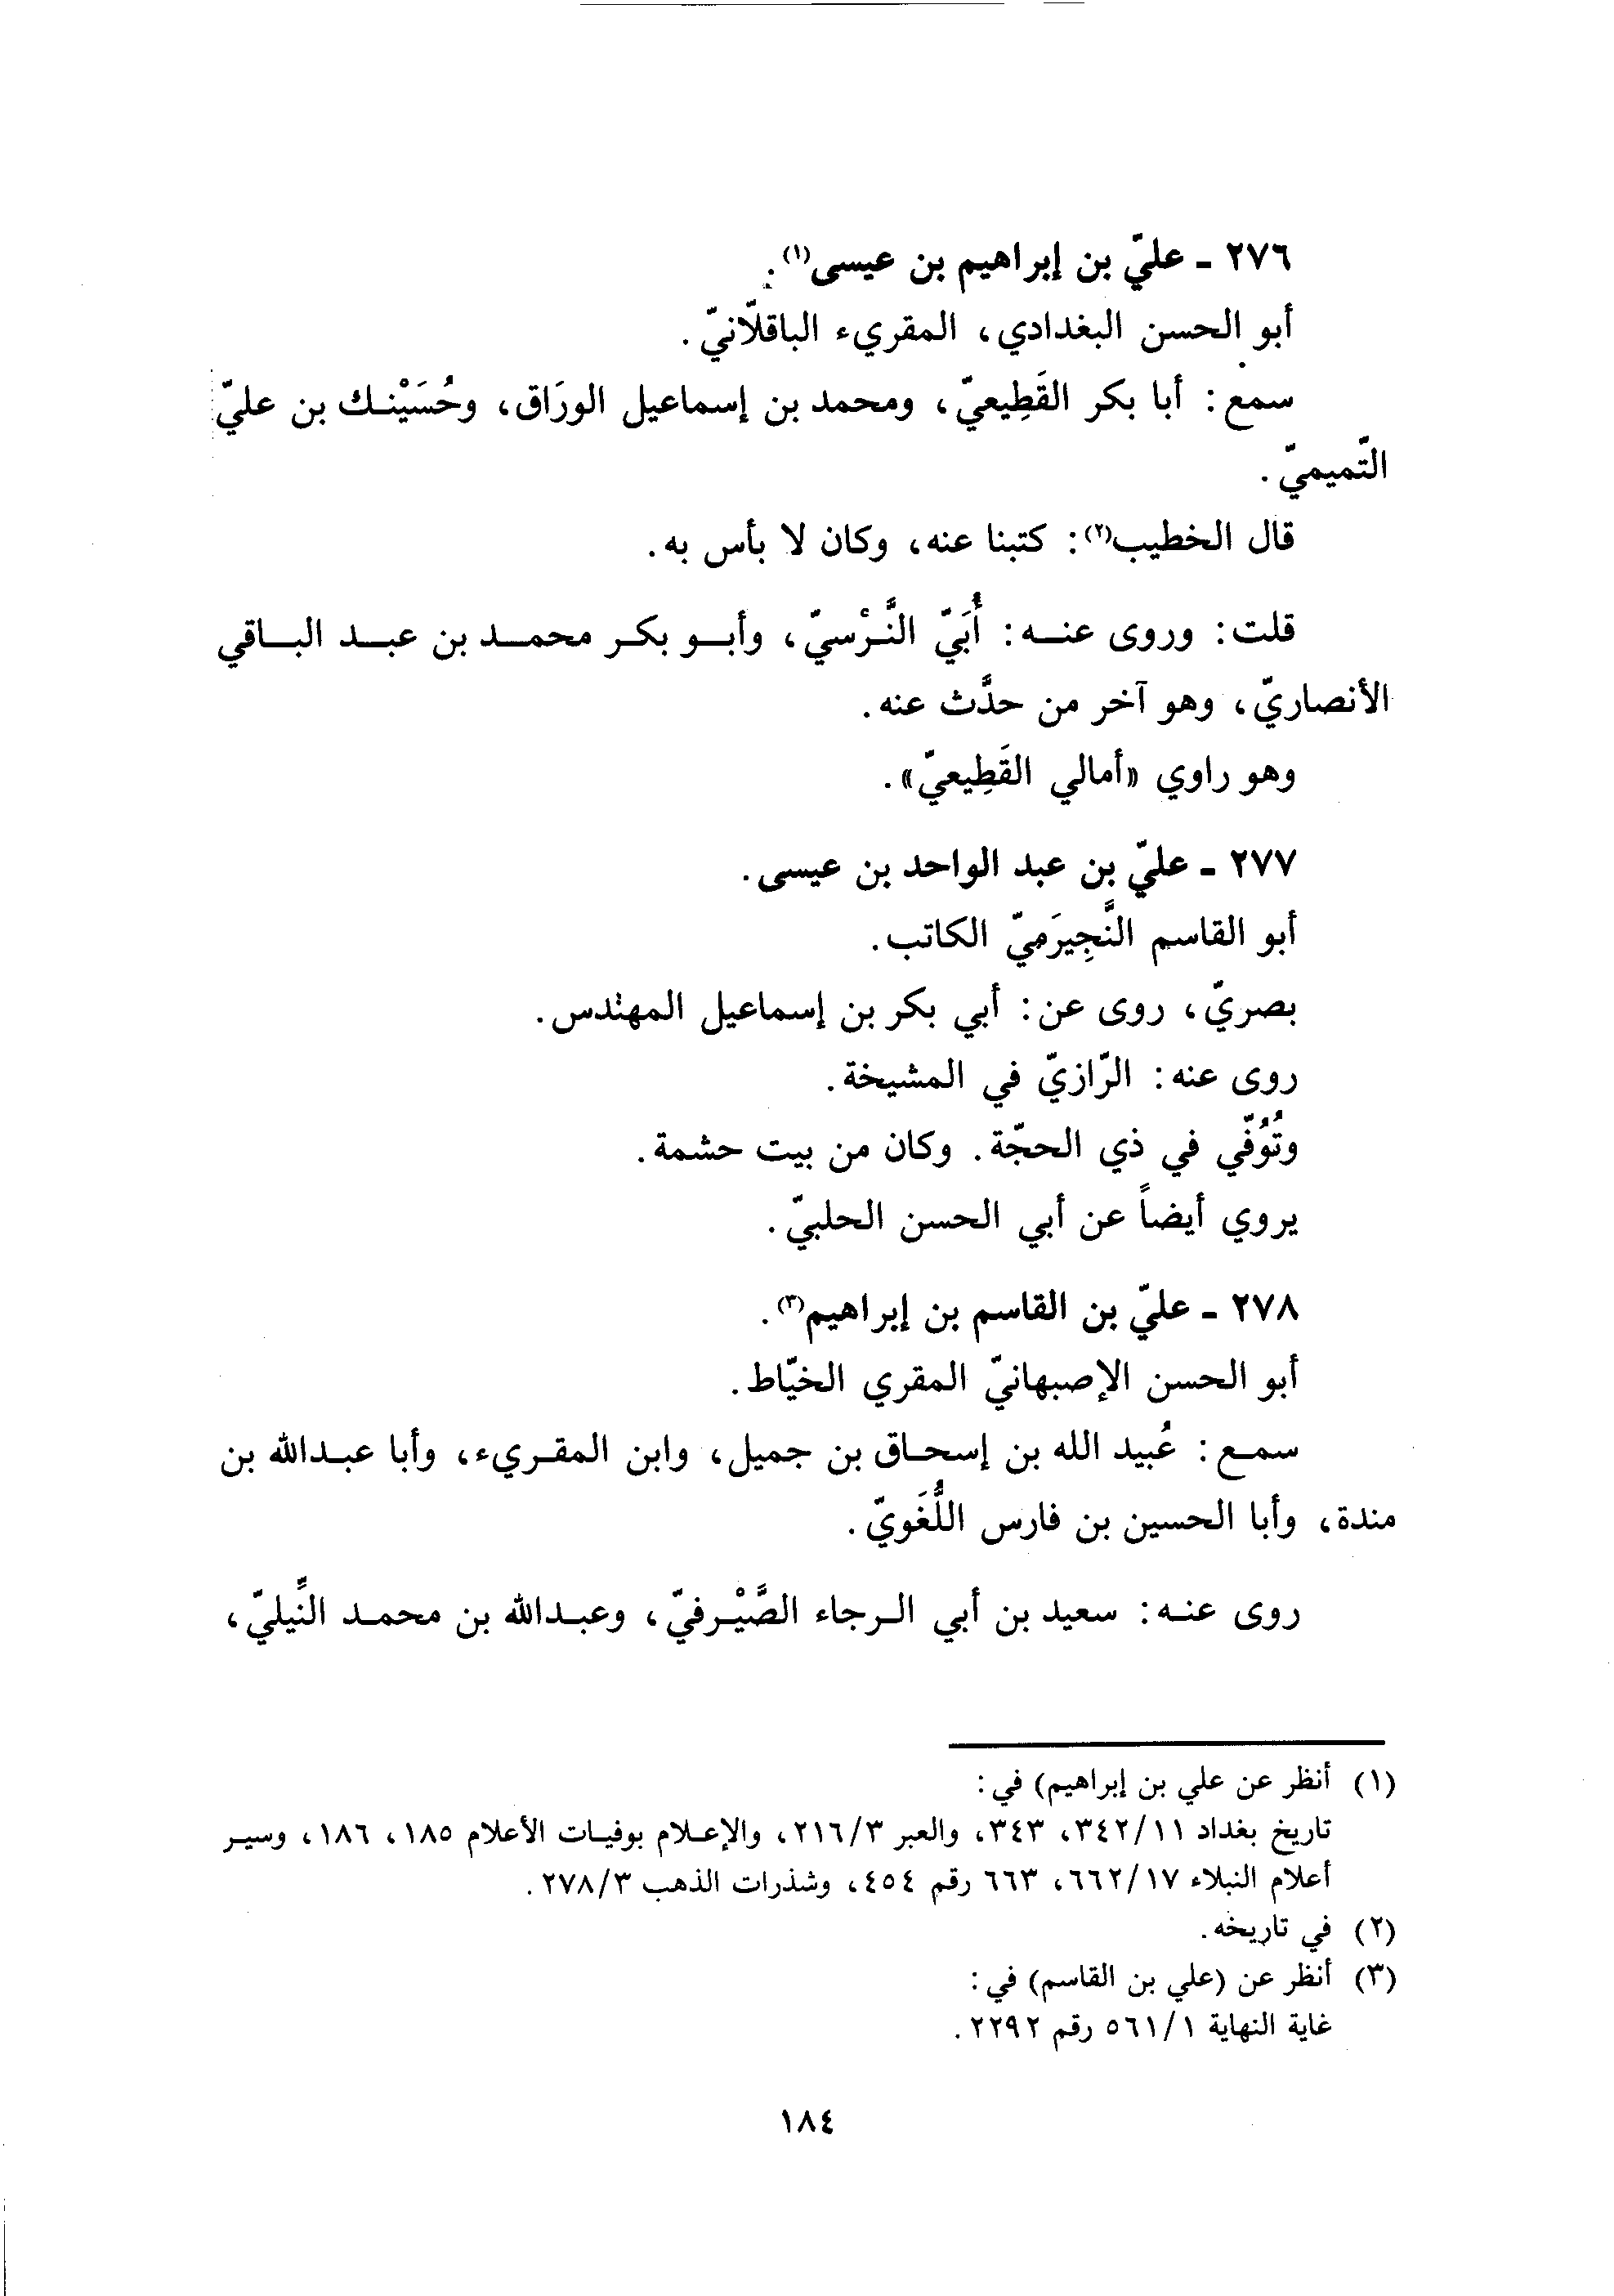 ٢٧٦ - عليّ بن إبراهيم بن عيسى(١).
أبو الحسن البغدادي، المقريء الباقلّانيّ.
سمع: أبا بكر القَطِيعيّ، ومحمد بن إسماعيل الورَاق، وحُسَيْنك بن عليّ
التّميميّ.
قال الخطيب(٢): كتبنا عنه، وكان لا بأس به.
قلت: وروى عنه: أُبَيّ النَّرْسيّ، وأبو بكر محمد بن عبد الباقي
الأنصاريّ، وهو آخر من حدَّث عنه.
وهو راوي «أمالي القَطِيعيّ».
٢٧٧ - عليّ بن عبد الواحد بن عيسى.
أبو القاسم النَّجِيرَميّ الكاتب.
بصريّ، روى عن: أبي بكر بن إسماعيل المهندس.
روى عنه: الرّازيّ في المشيخة.
وتُوُفّي في ذي الحجّة. وكان من بيت حشمة.
يروي أيضاً عن أبي الحسن الحلبيّ.
٢٧٨ - عليّ بن القاسم بن إبراهيم(٣).
أبو الحسن الإصبهانيّ المقري الخيّاط.
سمع: عُبيد الله بن إسحاق بن جميل، وابن المقريء، وأبا عبدالله بن
مندة، وأبا الحسين بن فارس اللُّغَويّ.
روى عنه: سعيد بن أبي الرجاء الصَّيْرفيّ، وعبدالله بن محمد النِّيليّ،
(١) أنظر عن علي بن إبراهيم) في:
تاريخ بغداد ٣٤٢/١١، ٣٤٣، والعبر ٢١٦/٣، والإعلام بوفيات الأعلام ١٨٥، ١٨٦، وسير
أعلام النبلاء ٦٦٢/١٧، ٦٦٣ رقم ٤٥٤، وشذرات الذهب ٢٧٨/٣.
(٢) في تاريخه.
(٣) أنظر عن (علي بن القاسم) في:
غاية النهاية ٥٦١/١ رقم ٢٢٩٢.
١٨٤